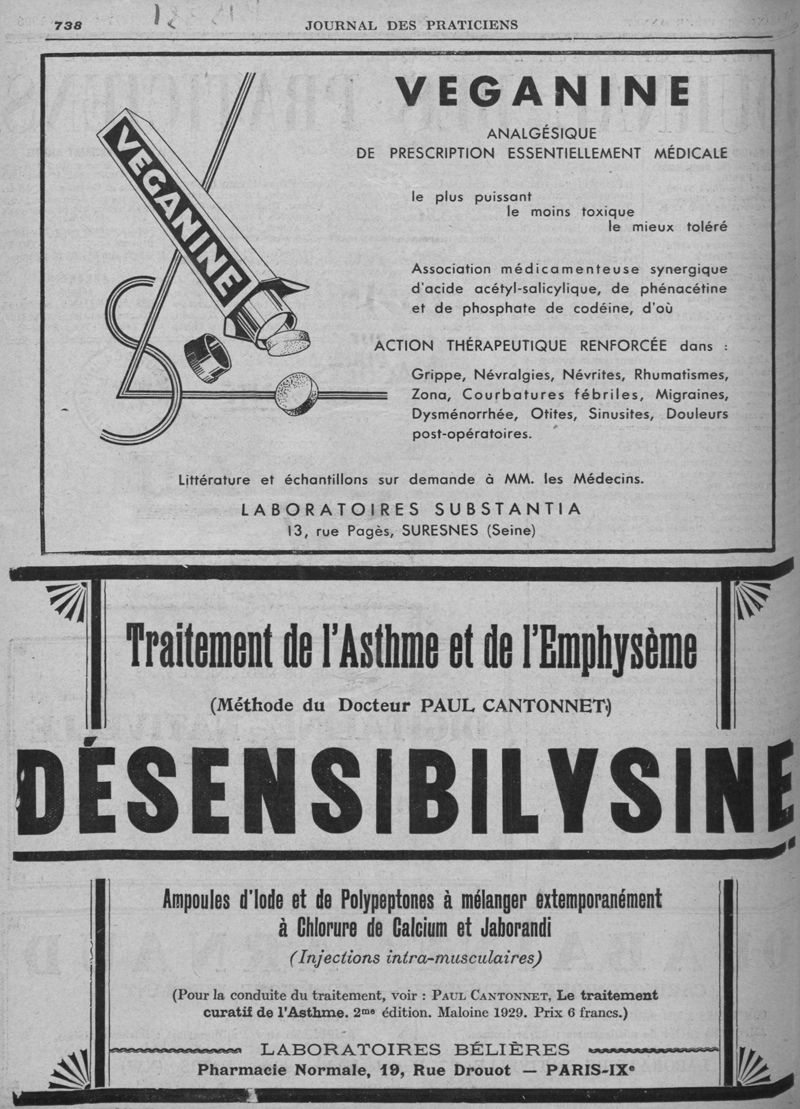 738
JOURNAL DES PRATICIENS
VEGANINE
VEGANINE
ANALGÉSIQUE
DE PRESCRIPTION ESSENTIELLEMENT MÉDICALE
le plus puissant
le moins toxique
le mieux toléré
Association médicamenteuse synergique
d'acide acétyl-salicylique, de phénacétine
et de phosphate de codéine, d'où
ACTION THÉRAPEUTIQUE RENFORCÉE dans :
Grippe, Névralgies, Névrites, Rhumatismes,
Zona, Courbatures fébriles, Migraines,
Dysménorrhée, Otites, Sinusites, Douleurs
post-opératoires.
Littérature et échantillons sur demande à MM. les Médecins.
LABORATOIRES SUBSTANTIA
13, rue Pagès, SURESNES (Seine)
Traitement de l'Asthme et de l'Emphysème
(Méthode du Docteur PAUL CANTONNET)
DÉSENSIBILYSINE
Ampoules d'Iode et de Polypeptones à mélanger extemporanément
à Chlorure de Calcium et Jaborandi
(Injections intra-musculaires)
(Pour la conduite du traitement, voir : PAUL CANTONNET, Le traitement
curatif de l'Asthme. 2me édition. Maloine 1929. Prix 6 francs.)
LABORATOIRES BÉLIÈRES
Pharmacie Normale, 19, Rue Drouot — PARIS-IXe